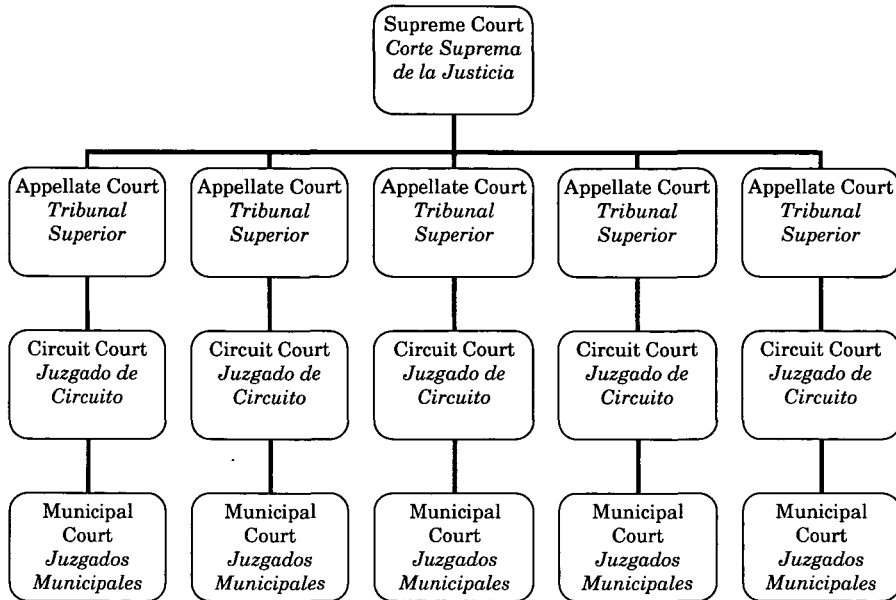 Supreme Court
Corte Suprema
de la Justicia
Appellate Court
Tribunal
Superior
Appellate Court
Tribunal
Superior
Appellate Court
Tribunal
Superior
Appellate Court
Tribunal
Superior
Appellate Court
Tribunal
Superior
Circuit Court
Juzgado de
Circuito
Circuit Court
Juzgado de
Circuito
Circuit Court
Juzgado de
Circuito
Circuit Court
Juzgado de
Circuito
Circuit Court
Juzgado de
Circuito
Municipal
Court
Juzgados
Municipales
Municipal
Court
Juzgados
Municipales
Municipal
Court
Juzgados
Municipales
Municipal
Court
Juzgados
Municipales
Municipal
Court
Juzgados
Municipales